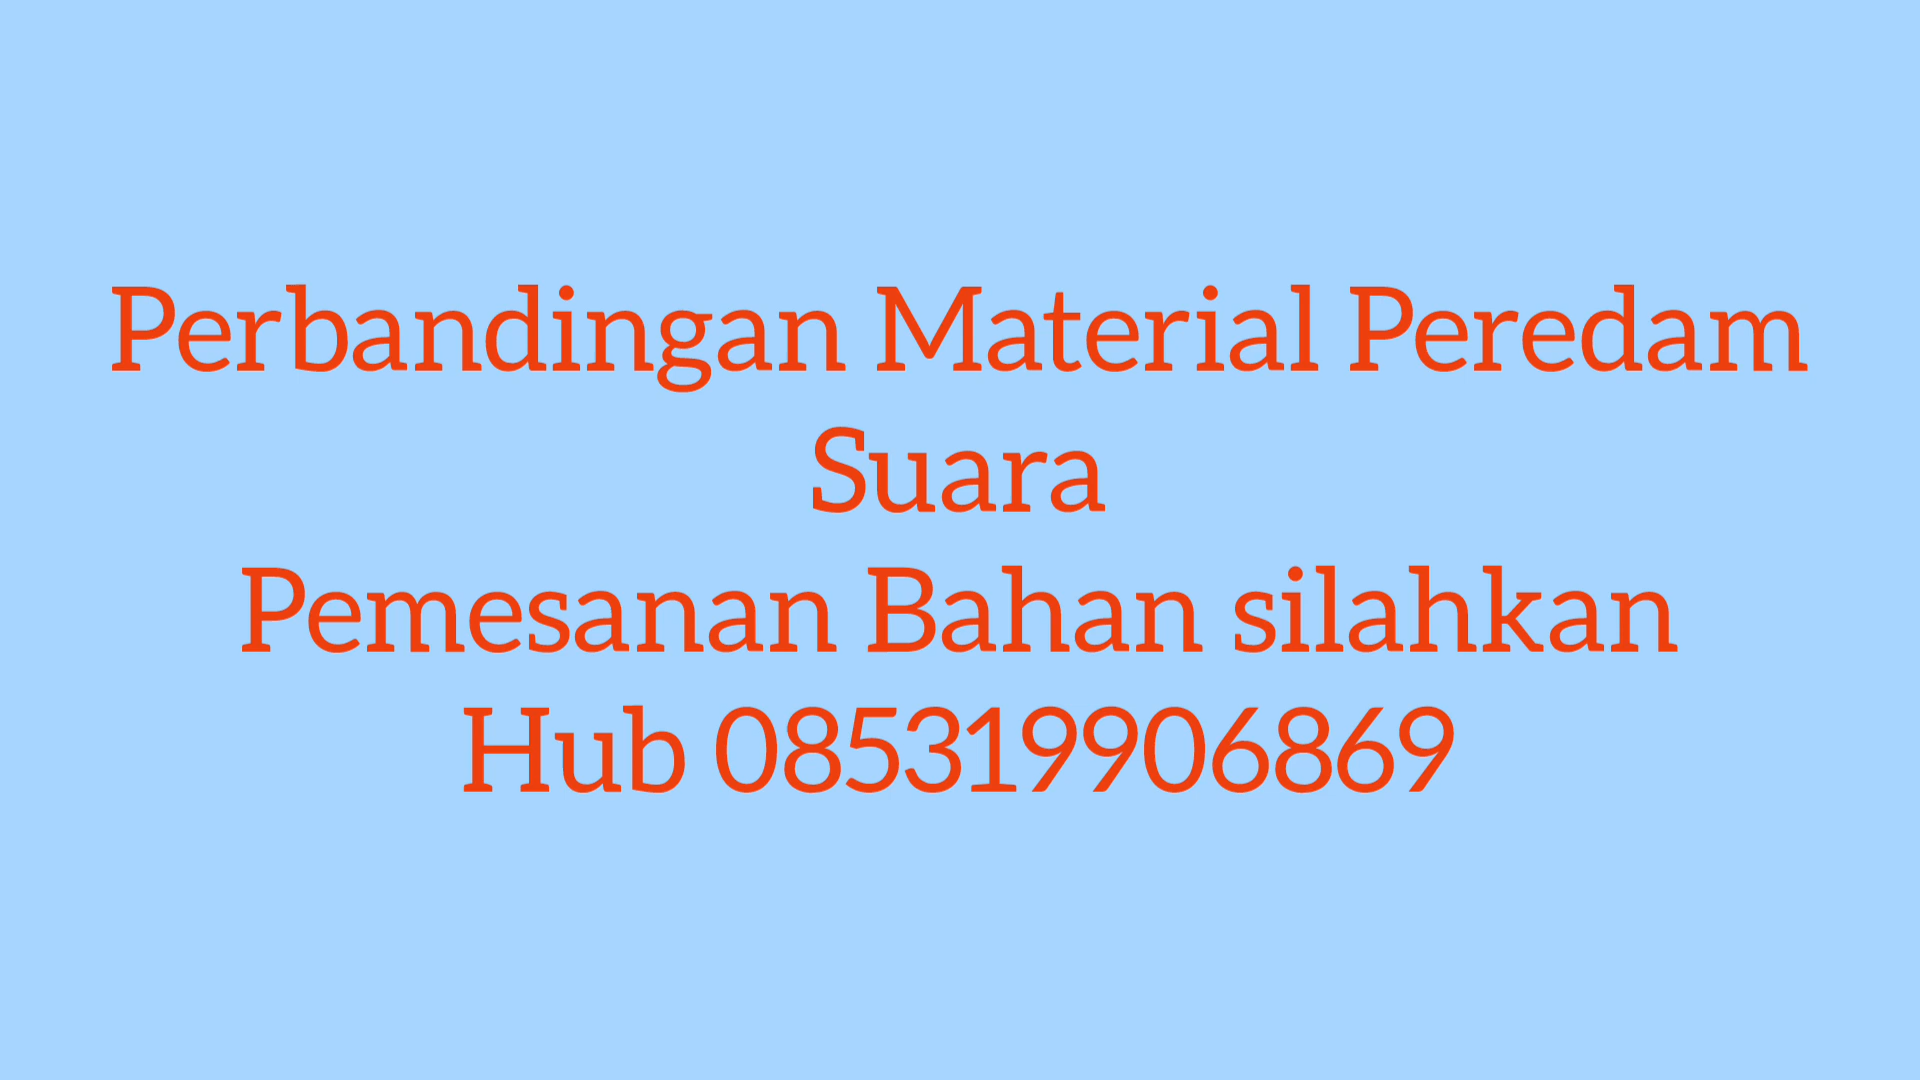 Perbandingan Material Peredam
Suara
Pemesanan Bahan silahkan
Hub 085319906869